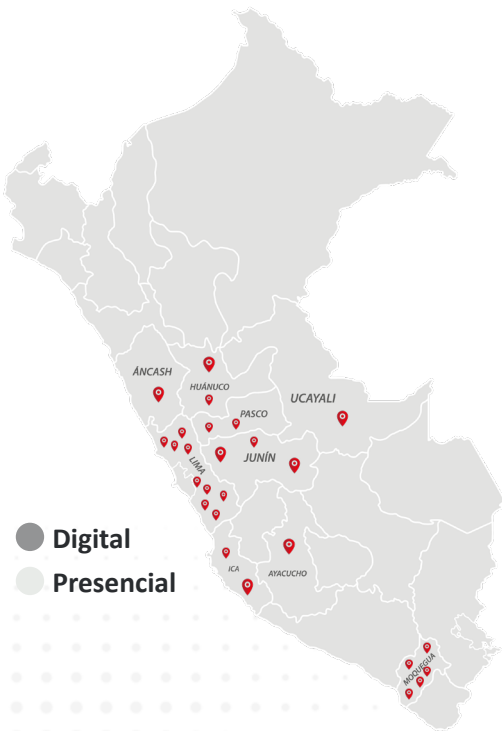 ÁNCASH
HUÁNUCO
PASCO
UCAYALI
LIMA
JUNÍN
Digital
Presencial
ICA
AYACUCHO
MOQUEGUA